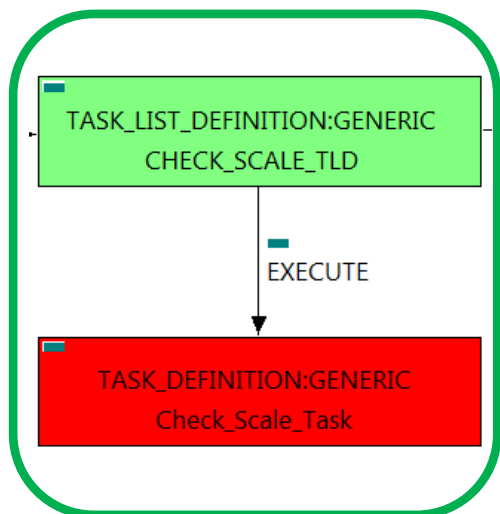 TASK_LIST_DEFINITION:GENERIC
CHECK_SCALE_TLD
EXECUTE
TASK_DEFINITION:GENERIC
Check_Scale_Task